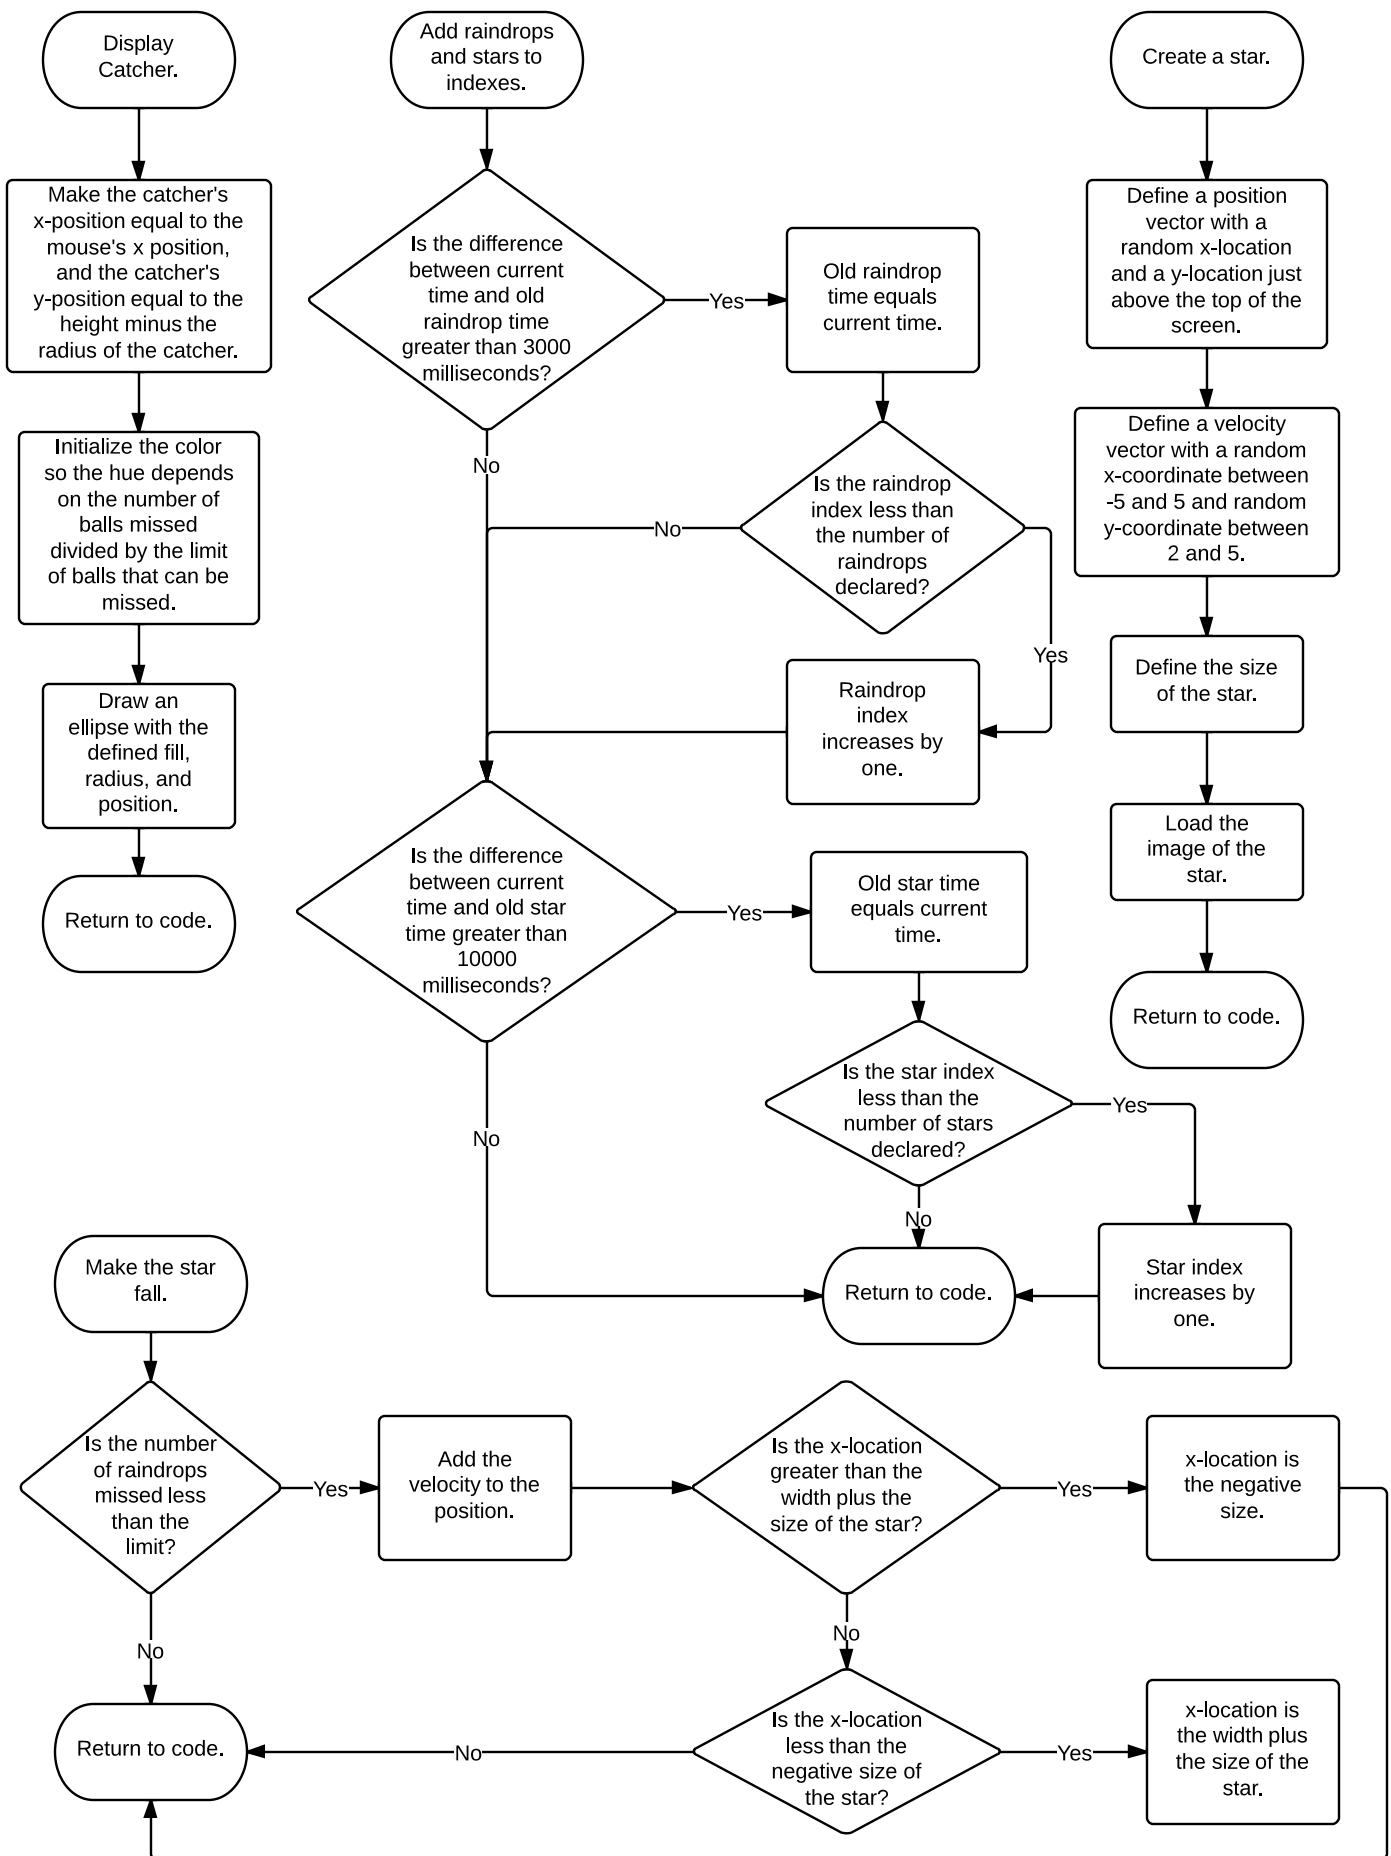 Display
Catcher.
Make the catcher's
x-position equal to the
mouse's x position,
and the catcher's
y-position equal to the
height minus the
radius of the catcher.
Initialize the color
so the hue depends
on the number of
balls missed
divided by the limit
of balls that can be
missed.
Draw an
ellipse with the
defined fill,
radius, and
position.
Return to code.
Add raindrops
and stars to
indexes.
Is the difference
between current
time and old
raindrop time
greater than 3000
milliseconds?
Yes
Old raindrop
time equals
current time.
No
Is the raindrop
index less than
the number of
raindrops
declared?
No
Yes
Raindrop
index
increases by
one.
Is the difference
between current
time and old star
time greater than
10000
milliseconds?
Yes
Old star time
equals current
time.
No
Is the star index
less than the
number of stars
declared?
Yes
No
Return to code.
Star index
increases by
one.
Create a star.
Define a position
vector with a
random x-location
and a y-location just
above the top of the
screen.
Define a velocity
vector with a random
x-coordinate between
-5 and 5 and random
y-coordinate between
2 and 5.
Define the size
of the star.
Load the
image of the
star.
Return to code.
Make the star
fall.
Is the number
of raindrops
missed less
than the
limit?
Yes
Add the
velocity to the
position.
Is the x-location
greater than the
width plus the
size of the star?
Yes
x-location is
the negative
size.
No
No
Return to code.
No
Is the x-location
less than the
negative size of
the star?
Yes
x-location is
the width plus
the size of the
star.